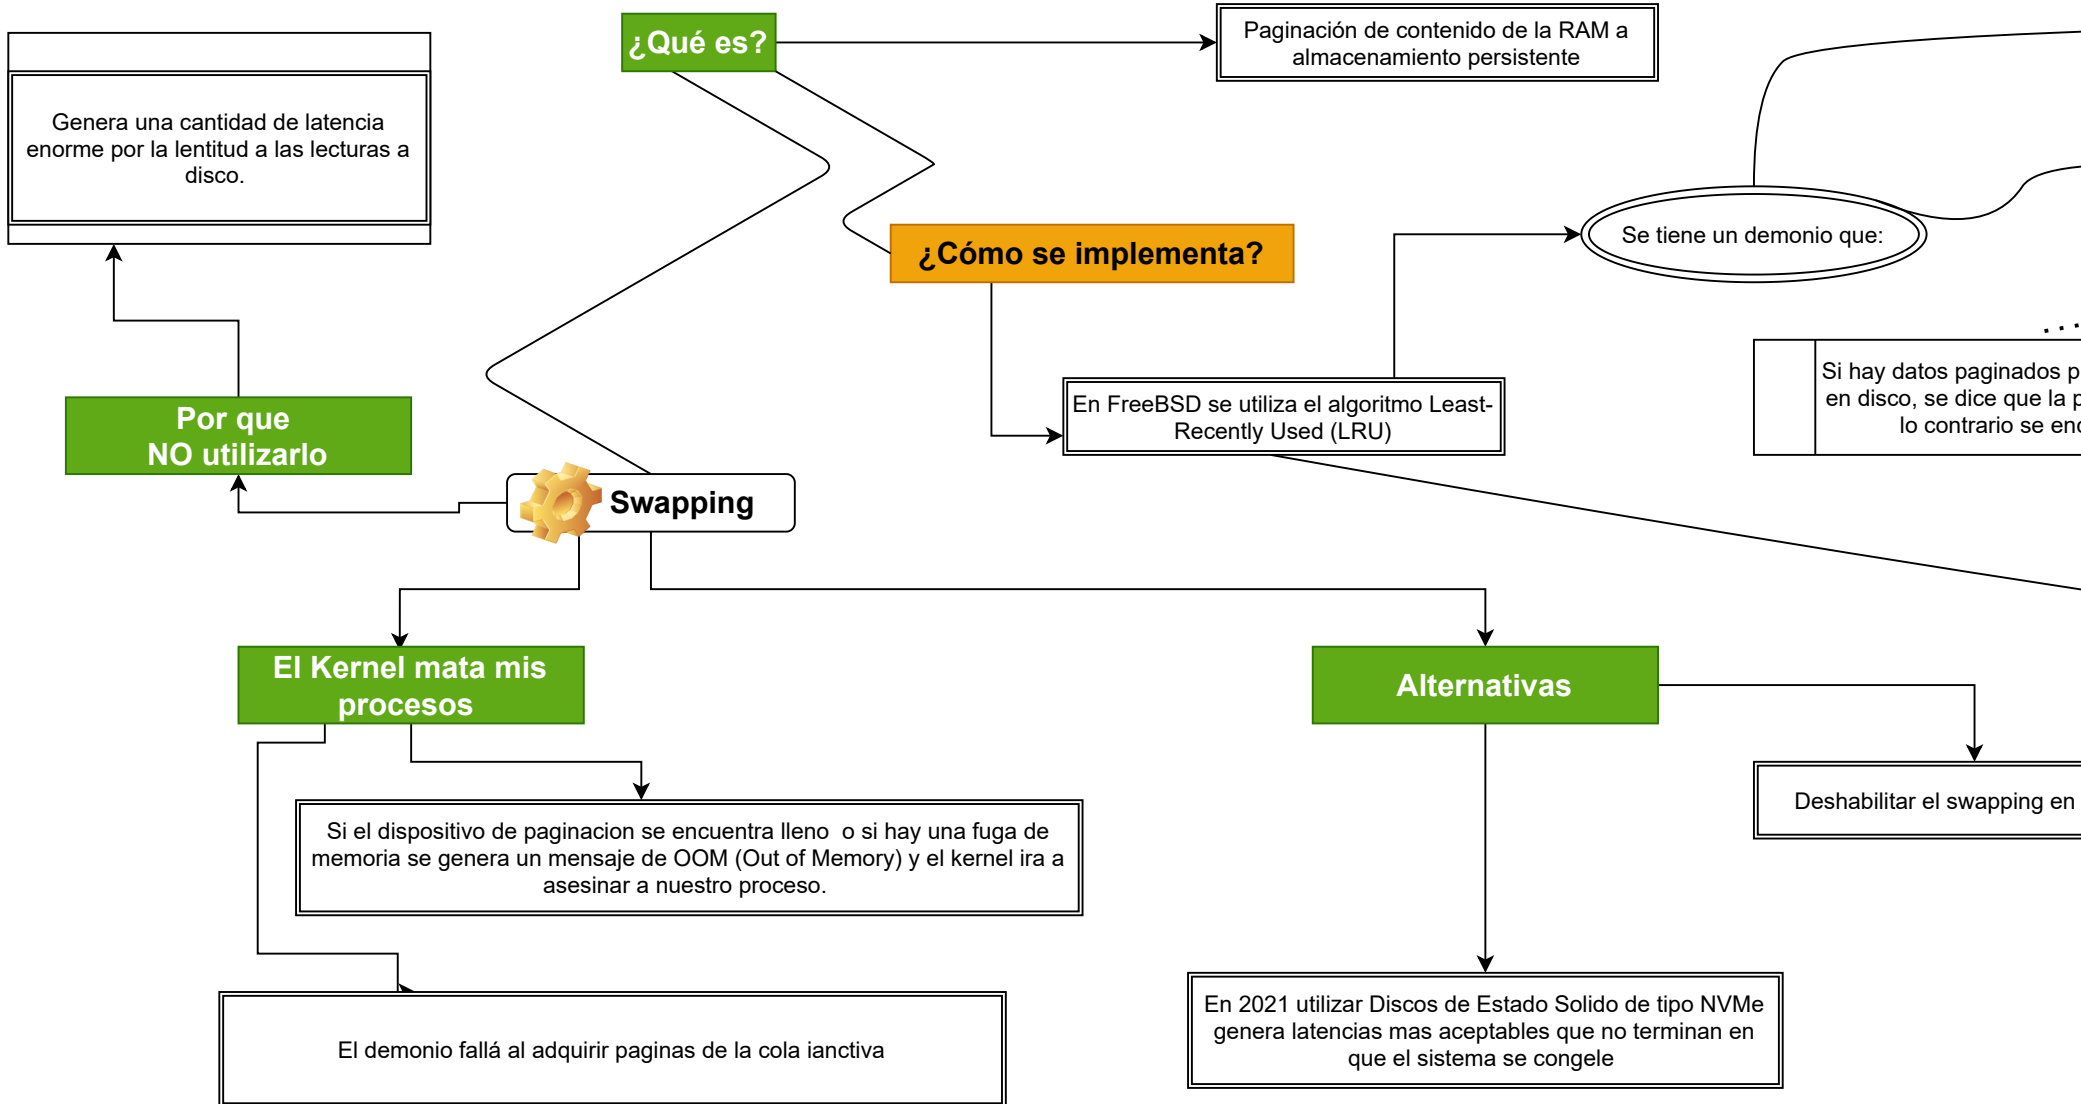 ¿Qué es?
Paginación de contenido de la RAM a
almacenamiento persistente
Genera una cantidad de latencia
enorme por la lentitud a las lecturas a
disco.
¿Cómo se implementa?
Se tiene un demonio que:
Si hay datos paginados
en disco, se dice que la
lo contrario se
En FreeBSD se utiliza el algoritmo Least-
Recently Used (LRU)
Por que
NO utilizarlo
Swapping
El Kernel mata mis
procesos
Alternativas
Si el dispositivo de paginacion se encuentra lleno o si hay una fuga de
memoria se genera un mensaje de OOM (Out of Memory) y el kernel ira a
asesinar a nuestro proceso.
Deshabilitar el swapping en
El demonio fallá al adquirir paginas de la cola ianctiva
En 2021 utilizar Discos de Estado Solido de tipo NVMe
genera latencias mas aceptables que no terminan en
que el sistema se congele